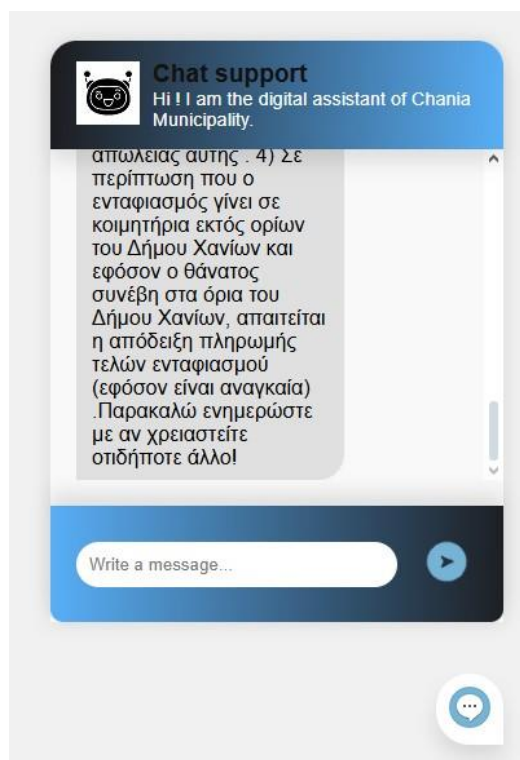 Chat support
Hi ! I am the digital assistant of Chania
Municipality.
απώλειας αυτής . 4) Σε
περίπτωση που ο
ενταφιασμός γίνει σε
κοιμητήρια εκτός ορίων
του Δήμου Χανίων και
εφόσον ο θάνατος
συνέβη στα όρια του
Δήμου Χανίων, απαιτείται
η απόδειξη πληρωμής
τελών ενταφιασμού
(εφόσον είναι αναγκαία)
.Παρακαλώ ενημερώστε
με αν χρειαστείτε
οτιδήποτε άλλο!
Write a message...